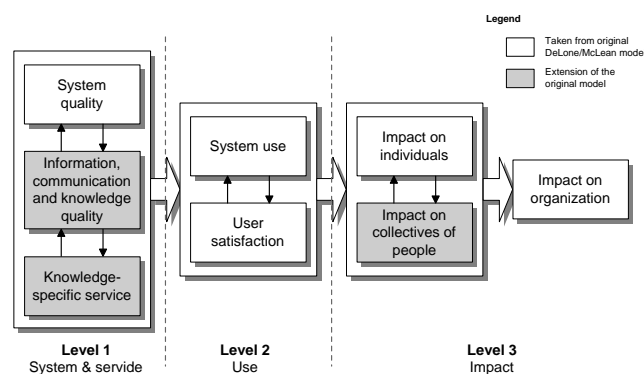 Legend
Taken from original
DeLone/McLean model
Extension of the
original model
System
quality
Information,
communication
and knowledge
quality
Knowledge-
specific service
System use
User
satisfaction
Impact on
individuals
Impact on
collectives of
people
Impact on
organization
Level 1
System & servide
Level 2
Use
Level 3
Impact